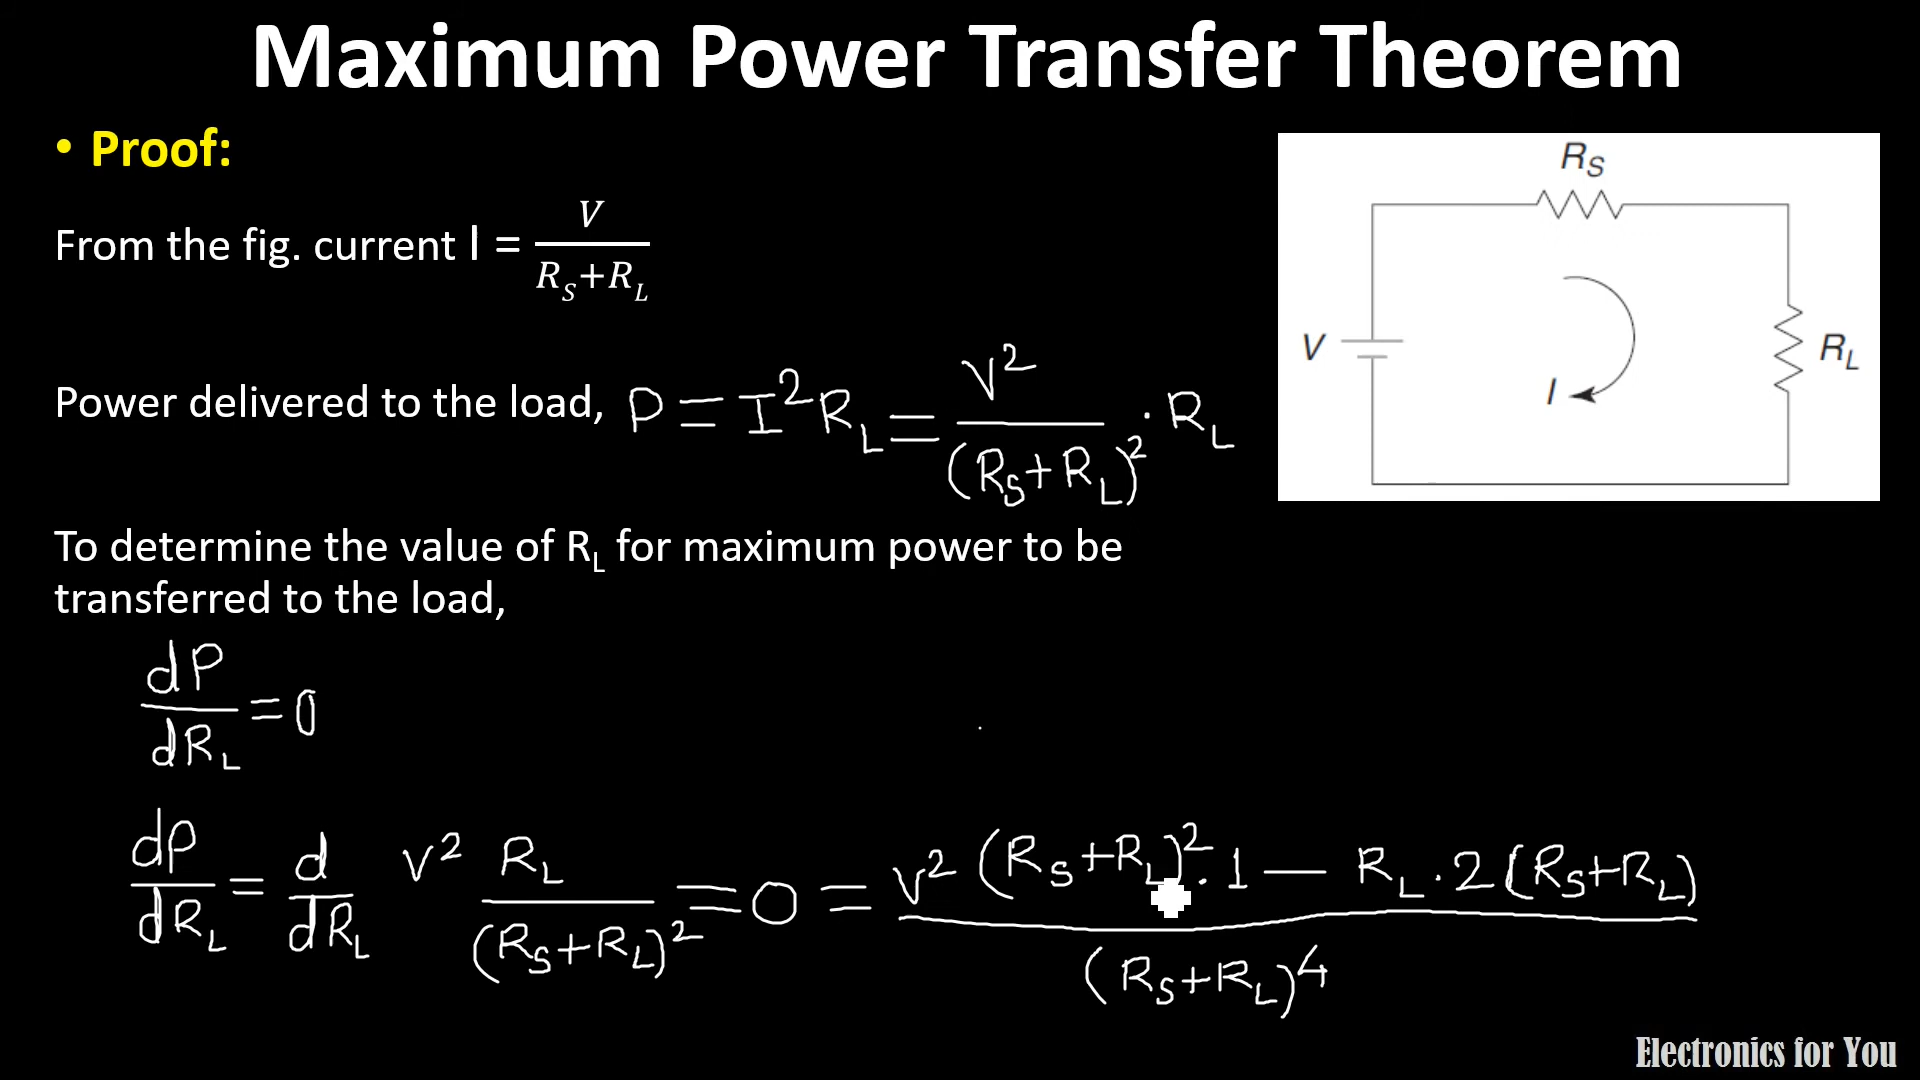 Maximum Power Transfer Theorem
• Proof:
From the fig. current I = V / (R_S+R_L)
Power delivered to the load, P = I² R_L = V² / (R_S+R_L)² · R_L
To determine the value of R_L for maximum power to be
transferred to the load,
dP / dR_L = 0
dP / dR_L = d / dR_L V² R_L / (R_S+R_L)² = 0 = V² (R_S+R_L)² · 1 — R_L · 2 (R_S+R_L) / (R_S+R_L)⁴
R_S
V
I
R_L
Electronics for You